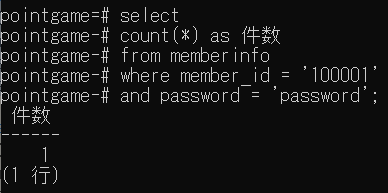 pointgame=# select
pointgame-# count(*) as 件数
pointgame-# from memberinfo
pointgame-# where member_id = '100001'
pointgame-# and password = 'password';
 件数
------
    1
(1 行)